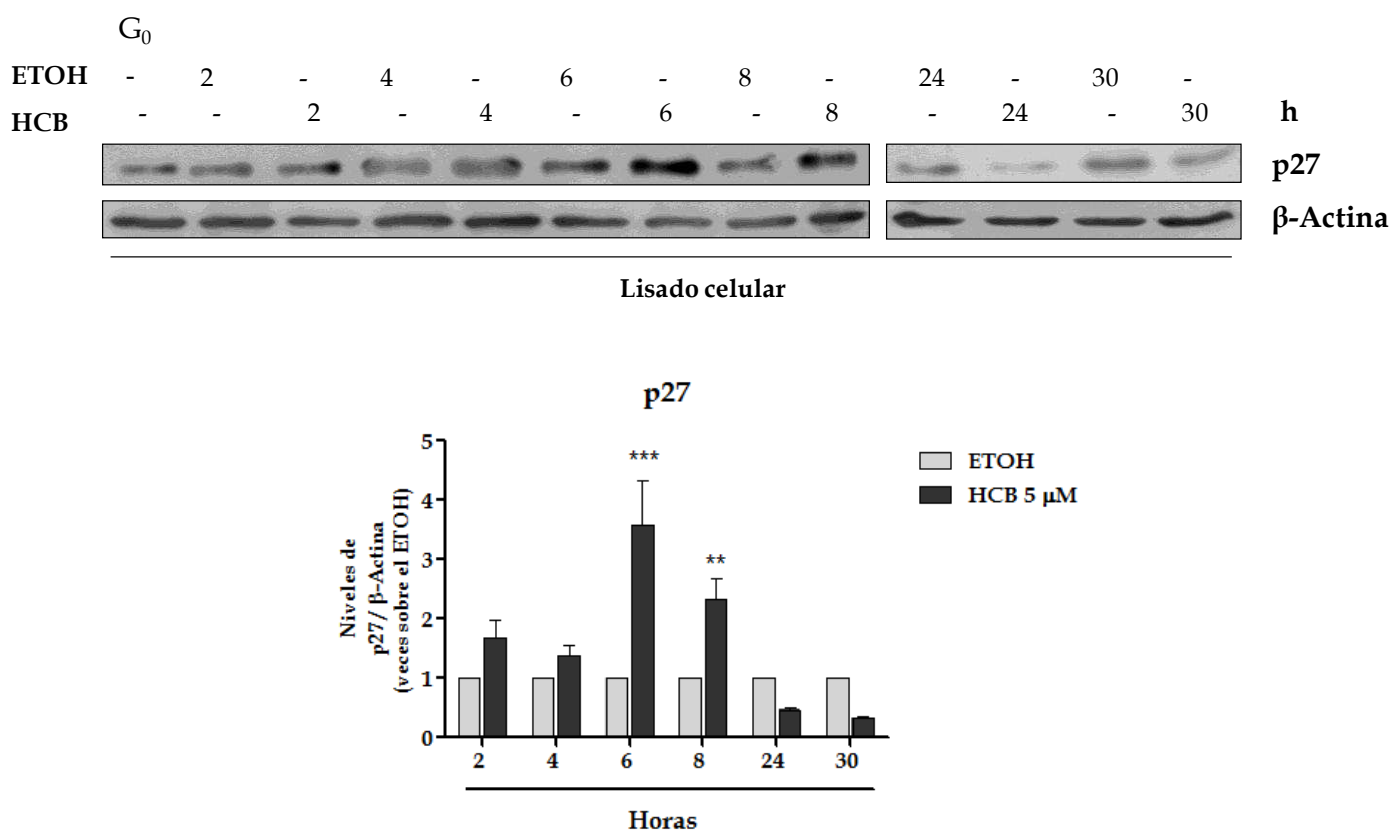 G₀
ETOH - 2 - 4 - 6 - 8 - 24 - 30 -
HCB - - 2 - 4 - 6 - 8 - 24 - 30 h
p27
β-Actina
Lisado celular
p27
Niveles de
p27/ β-Actina
(veces sobre el ETOH)
5
4
3
2
1
0
***
**
ETOH
HCB 5 μM
2 4 6 8 24 30
Horas